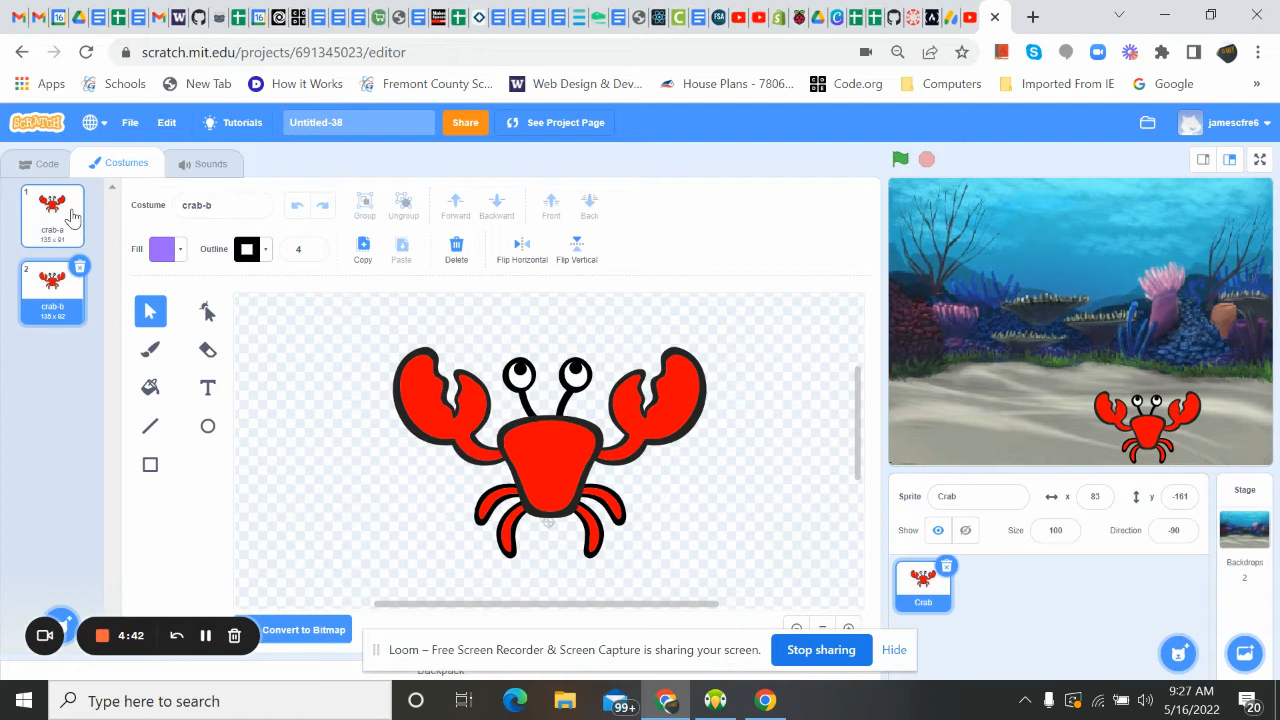 scratch.mit.edu/projects/691345023/editor
Apps Schools New Tab How it Works Fremont County Sc... Web Design & Dev... House Plans - 7806... Code.org Computers Imported From IE Google »
SCRATCH File Edit Tutorials Untitled-38 Share See Project Page jamescfre6
Code Costumes Sounds
1
crab-a
135 x 91
2
crab-b
135 x 92
Costume crab-b Group Ungroup Forward Backward Front Back
Fill Outline 4 Copy Paste Delete Flip Horizontal Flip Vertical
T
Convert to Bitmap
Sprite Crab x 83 y -161
Show Size 100 Direction -90
Crab
Stage
Backdrops
2
4:42
Loom – Free Screen Recorder & Screen Capture is sharing your screen. Stop sharing Hide
Backpack
Type here to search
99+
9:27 AM
5/16/2022
20